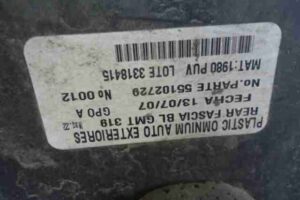 PLASTIC OMNIUM AUTO EXTERIORES
REAR FASCIA BL GMT 319
FECHA 13/07/07
GPO A
No.PARTE 55102729
No 0012
MAT:1980 PUV LOTE 3318415